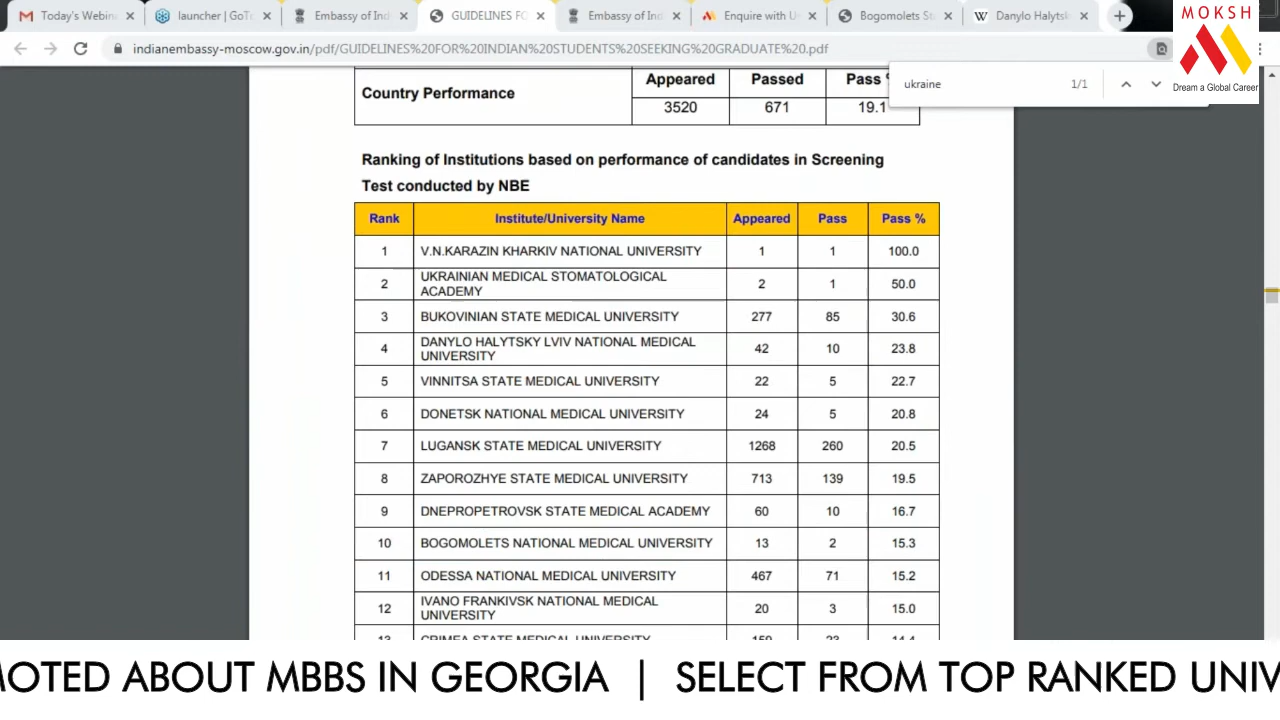 Today's Webin
launcher | GoTo
Embassy of Ind
GUIDELINES FO
Embassy of Ind
Enquire with U
Bogomolets St
Danylo Halytsk
MOKSH
Dream a Global Career
indianembassy-moscow.gov.in/pdf/GUIDELINES%20FOR%20INDIAN%20STUDENTS%20SEEKING%20GRADUATE%20.pdf
ukraine 1/1
Country Performance
Appeared Passed Pass
3520 671 19.1
Ranking of Institutions based on performance of candidates in Screening
Test conducted by NBE
Rank Institute/University Name Appeared Pass Pass %
1 V.N.KARAZIN KHARKIV NATIONAL UNIVERSITY 1 1 100.0
2 UKRAINIAN MEDICAL STOMATOLOGICAL
ACADEMY 2 1 50.0
3 BUKOVINIAN STATE MEDICAL UNIVERSITY 277 85 30.6
4 DANYLO HALYTSKY LVIV NATIONAL MEDICAL
UNIVERSITY 42 10 23.8
5 VINNITSA STATE MEDICAL UNIVERSITY 22 5 22.7
6 DONETSK NATIONAL MEDICAL UNIVERSITY 24 5 20.8
7 LUGANSK STATE MEDICAL UNIVERSITY 1268 260 20.5
8 ZAPOROZHYE STATE MEDICAL UNIVERSITY 713 139 19.5
9 DNEPROPETROVSK STATE MEDICAL ACADEMY 60 10 16.7
10 BOGOMOLETS NATIONAL MEDICAL UNIVERSITY 13 2 15.3
11 ODESSA NATIONAL MEDICAL UNIVERSITY 467 71 15.2
12 IVANO FRANKIVSK NATIONAL MEDICAL
UNIVERSITY 20 3 15.0
CRIMEA STATE MEDICAL UNIVERSITY
MOTED ABOUT MBBS IN GEORGIA | SELECT FROM TOP RANKED UNIV